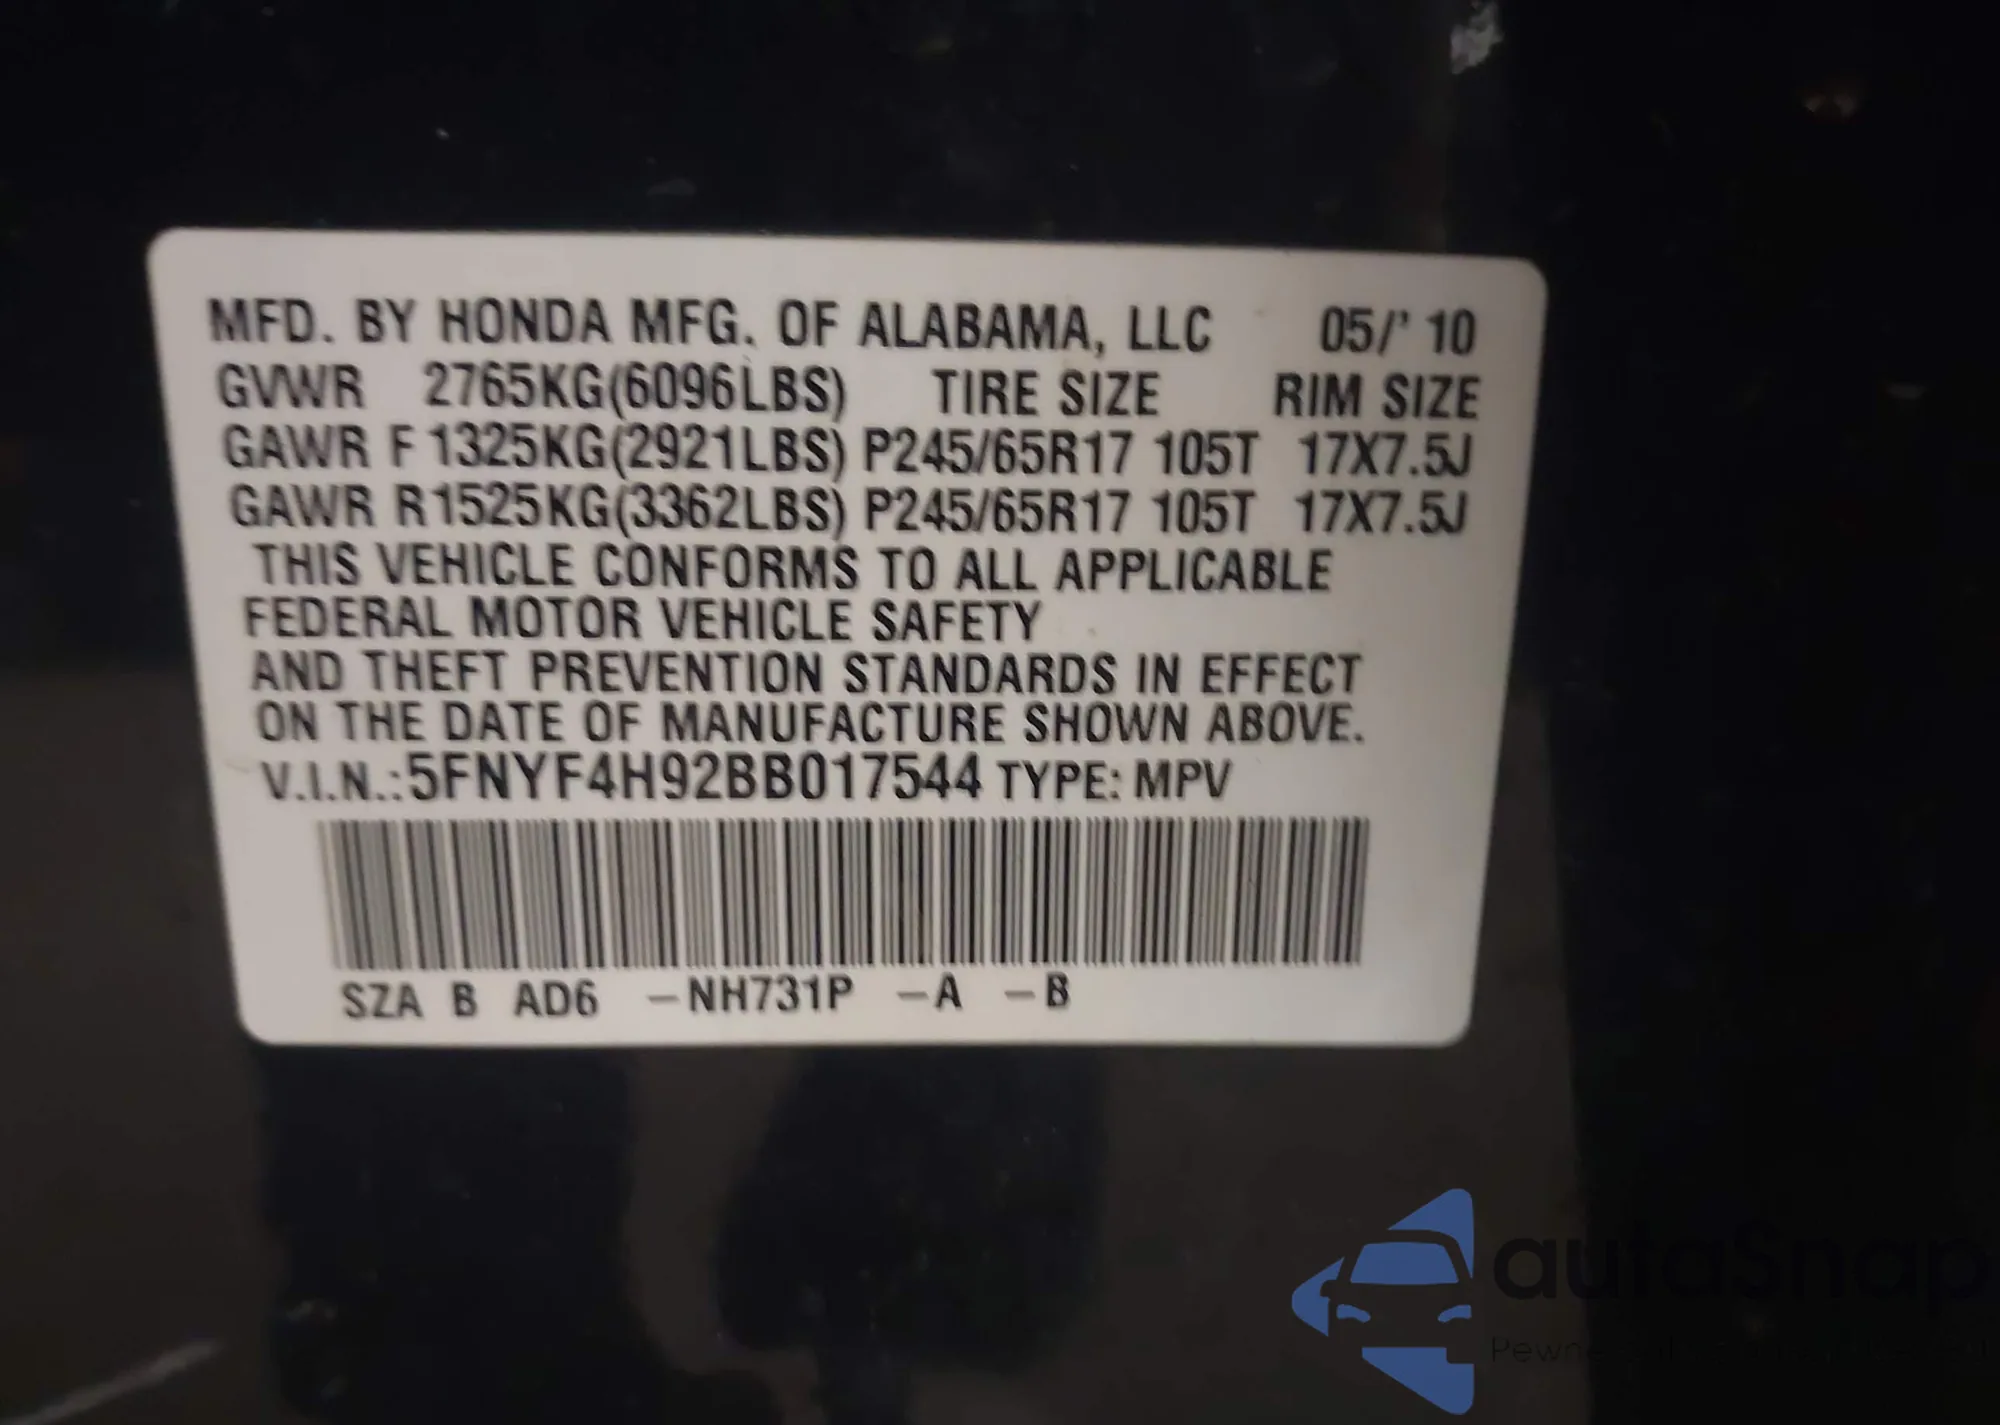 MFD. BY HONDA MFG. OF ALABAMA, LLC 05/' 10
GVWR 2765KG(6096LBS) TIRE SIZE RIM SIZE
GAWR F 1325KG(2921LBS) P245/65R17 105T 17X7.5J
GAWR R1525KG(3362LBS) P245/65R17 105T 17X7.5J
THIS VEHICLE CONFORMS TO ALL APPLICABLE
FEDERAL MOTOR VEHICLE SAFETY
AND THEFT PREVENTION STANDARDS IN EFFECT
ON THE DATE OF MANUFACTURE SHOWN ABOVE.
V.I.N.:5FNYF4H92BB017544 TYPE: MPV
SZA B AD6 –NH731P –A –B
autoSnap